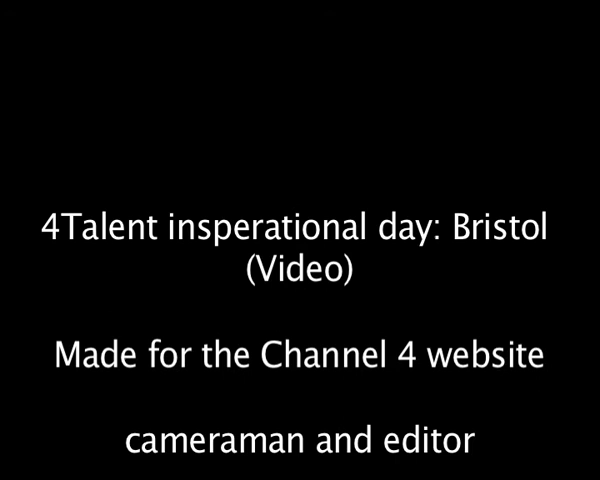 4Talent insperational day: Bristol
(Video)
Made for the Channel 4 website
cameraman and editor